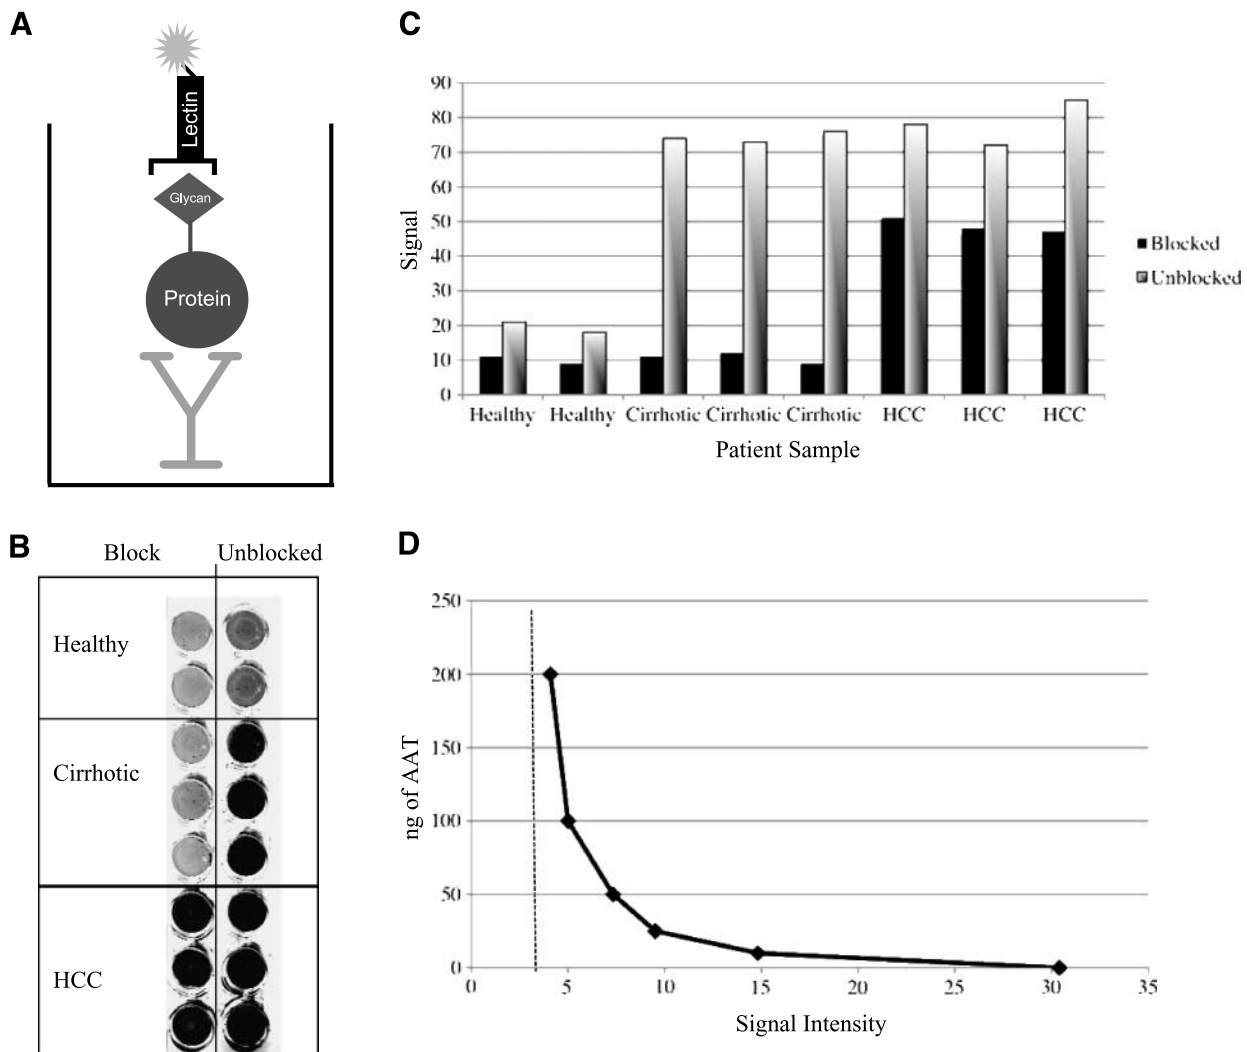 A
Lectin
Glycan
Protein
B
Block Unblocked
Healthy
Cirrhotic
HCC
C
90
80
70
60
50
40
30
20
10
0
Signal
Healthy Healthy Cirrhotic Cirrhotic Cirrhotic HCC HCC HCC
Patient Sample
Blocked
Unblocked
D
250
200
150
100
50
0
ng of AAT
0 5 10 15 20 25 30 35
Signal Intensity